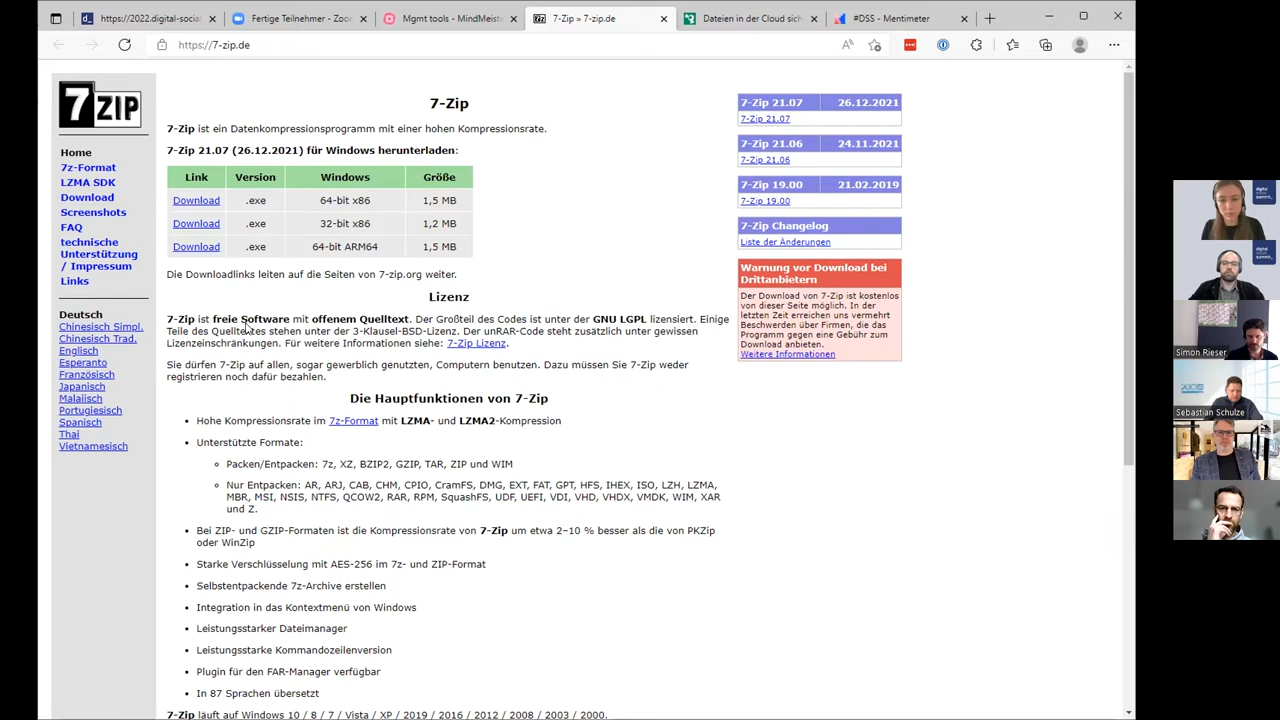 https://2022.digital-social
Fertige Teilnehmer - Zoom
Mgmt tools - MindMeister
7-Zip » 7-zip.de
Dateien in der Cloud sich
#DSS - Mentimeter
https://7-zip.de
7 ZIP
Home
7z-Format
LZMA SDK
Download
Screenshots
FAQ
technische
Unterstützung
/ Impressum
Links
Deutsch
Chinesisch Simpl.
Chinesisch Trad.
Englisch
Esperanto
Französisch
Japanisch
Malaiisch
Portugiesisch
Spanisch
Thai
Vietnamesisch
7-Zip
7-Zip ist ein Datenkompressionsprogramm mit einer hohen Kompressionsrate.
7-Zip 21.07 (26.12.2021) für Windows herunterladen:
Link Version Windows Größe
Download .exe 64-bit x86 1,5 MB
Download .exe 32-bit x86 1,2 MB
Download .exe 64-bit ARM64 1,5 MB
Die Downloadlinks leiten auf die Seiten von 7-zip.org weiter.
Lizenz
7-Zip ist freie Software mit offenem Quelltext. Der Großteil des Codes ist unter der GNU LGPL lizensiert. Einige
Teile des Quelltextes stehen unter der 3-Klausel-BSD-Lizenz. Der unRAR-Code steht zusätzlich unter gewissen
Lizenzeinschränkungen. Für weitere Informationen siehe: 7-Zip Lizenz.
Sie dürfen 7-Zip auf allen, sogar gewerblich genutzten, Computern benutzen. Dazu müssen Sie 7-Zip weder
registrieren noch dafür bezahlen.
Die Hauptfunktionen von 7-Zip
• Hohe Kompressionsrate im 7z-Format mit LZMA- und LZMA2-Kompression
• Unterstützte Formate:
◦ Packen/Entpacken: 7z, XZ, BZIP2, GZIP, TAR, ZIP und WIM
◦ Nur Entpacken: AR, ARJ, CAB, CHM, CPIO, CramFS, DMG, EXT, FAT, GPT, HFS, IHEX, ISO, LZH, LZMA,
MBR, MSI, NSIS, NTFS, QCOW2, RAR, RPM, SquashFS, UDF, UEFI, VDI, VHD, VHDX, VMDK, WIM, XAR
und Z.
• Bei ZIP- und GZIP-Formaten ist die Kompressionsrate von 7-Zip um etwa 2–10 % besser als die von PKZip
oder WinZip
• Starke Verschlüsselung mit AES-256 im 7z- und ZIP-Format
• Selbstentpackende 7z-Archive erstellen
• Integration in das Kontextmenü von Windows
• Leistungsstarker Dateimanager
• Leistungsstarke Kommandozeilenversion
• Plugin für den FAR-Manager verfügbar
• In 87 Sprachen übersetzt
7-Zip läuft auf Windows 10 / 8 / 7 / Vista / XP / 2019 / 2016 / 2012 / 2008 / 2003 / 2000.
7-Zip 21.07 26.12.2021
7-Zip 21.07
7-Zip 21.06 24.11.2021
7-Zip 21.06
7-Zip 19.00 21.02.2019
7-Zip 19.00
7-Zip Changelog
Liste der Änderungen
Warnung vor Download bei
Drittanbietern
Der Download von 7-Zip ist kostenos
von dieser Seite möglich. In der
letzten Zeit erreichen uns vermehrt
Beschwerden über Firmen, die das
Programm gegen eine Gebühr zum
Download anbieten.
Weitere Informationen
Simon Rieser
Sebastian Schulze